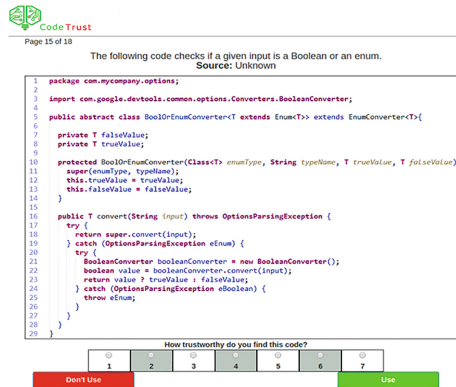 CodeTrust
Page 15 of 18
The following code checks if a given input is a Boolean or an enum.
Source: Unknown
1 package com.mycompany.options;
2
3 import com.google.devtools.common.options.Converters.BooleanConverter;
4
5 public abstract class BoolOrEnumConverter<T extends Enum<T>> extends EnumConverter<T>{
6
7 private T falseValue;
8 private T trueValue;
9
10 protected BoolOrEnumConverter(Class<T> enumType, String typeName, T trueValue, T falseValue)
11 super(enumType, typeName);
12 this.trueValue = trueValue;
13 this.falseValue = falseValue;
14 }
15
16 public T convert(String input) throws OptionsParsingException {
17 try {
18 return super.convert(input);
19 } catch (OptionsParsingException eEnum) {
20 try {
21 BooleanConverter booleanConverter = new BooleanConverter();
22 boolean value = booleanConverter.convert(input);
23 return value ? trueValue : falseValue;
24 } catch (OptionsParsingException eBoolean) {
25 throw eEnum;
26 }
27 }
28 }
29 }
How trustworthy do you find this code?
1 2 3 4 5 6 7
Don't Use Use